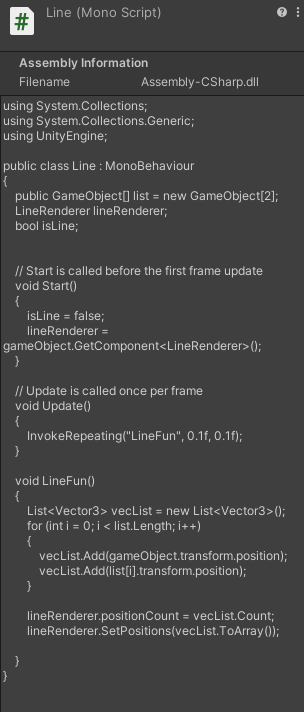 Line (Mono Script)
Assembly Information
Filename Assembly-CSharp.dll
using System.Collections;
using System.Collections.Generic;
using UnityEngine;
public class Line : MonoBehaviour
{
public GameObject[] list = new GameObject[2];
LineRenderer lineRenderer;
bool isLine;
// Start is called before the first frame update
void Start()
{
isLine = false;
lineRenderer =
gameObject.GetComponent<LineRenderer>();
}
// Update is called once per frame
void Update()
{
InvokeRepeating("LineFun", 0.1f, 0.1f);
}
void LineFun()
{
List<Vector3> vecList = new List<Vector3>();
for (int i = 0; i < list.Length; i++)
{
vecList.Add(gameObject.transform.position);
vecList.Add(list[i].transform.position);
}
lineRenderer.positionCount = vecList.Count;
lineRenderer.SetPositions(vecList.ToArray());
}
}